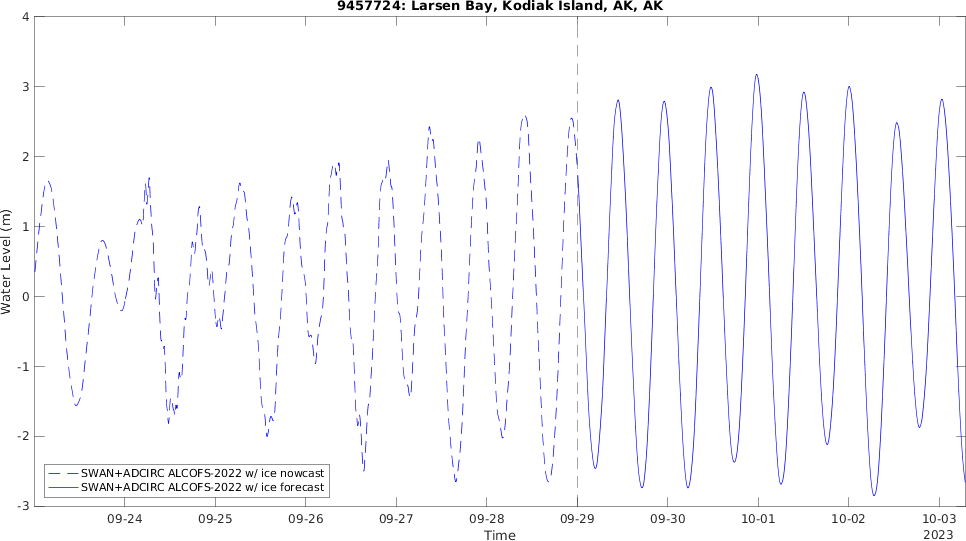 9457724: Larsen Bay, Kodiak Island, AK, AK
4
3
2
1
0
-1
-2
-3
Water Level (m)
SWAN+ADCIRC ALCOFS-2022 w/ ice nowcast
SWAN+ADCIRC ALCOFS-2022 w/ ice forecast
09-24 09-25 09-26 09-27 09-28 09-29 09-30 10-01 10-02 10-03
Time 2023